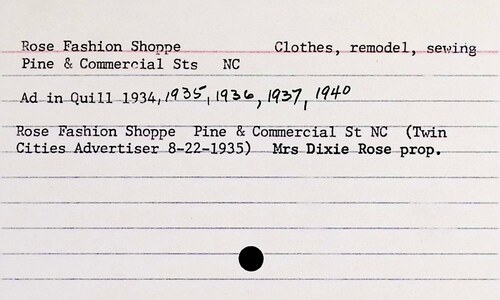 Rose Fashion Shoppe Clothes, remodel, sewing
Pine & Commercial Sts NC
Ad in Quill 1934, 1935, 1936, 1937, 1940
Rose Fashion Shoppe Pine & Commercial St NC (Twin
Cities Advertiser 8-22-1935) Mrs Dixie Rose prop.